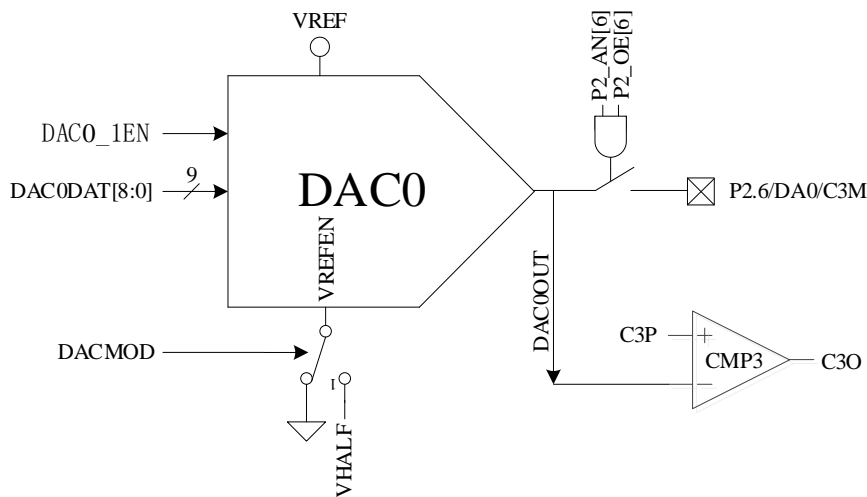 VREF
P2_AN[6]
P2_OE[6]
DAC0_1EN
DAC0DAT[8:0]
9
DAC0
P2.6/DA0/C3M
VREFEN
DAC0OUT
DACMOD
C3P
+
CMP3
C3O
−
1
VHALF